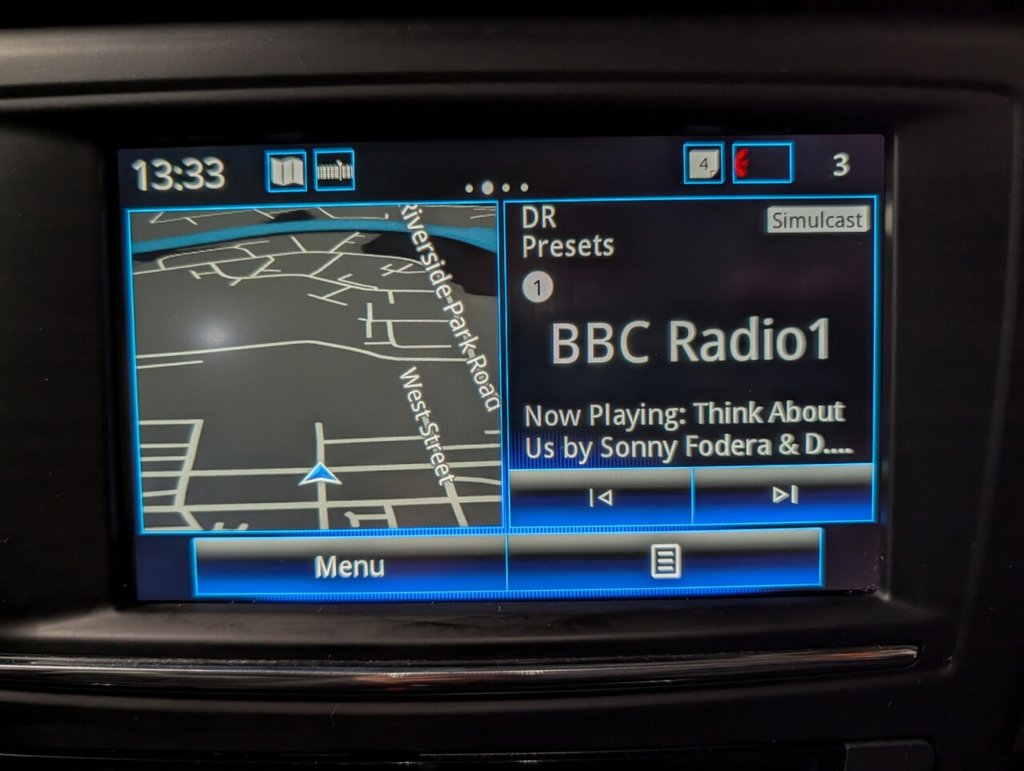 13:33
4
3
Riverside Park Road
West Street
DR
Presets
Simulcast
1
BBC Radio1
Now Playing: Think About
Us by Sonny Fodera & D....
Menu